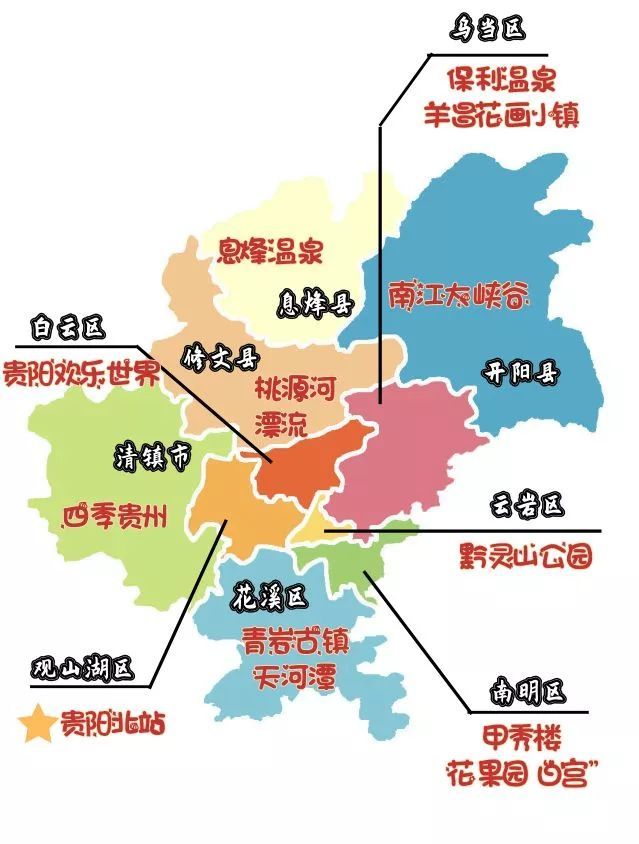 乌当区
保利温泉
羊昌花画小镇
息烽温泉
息烽县
南江大峡谷
白云区
修文县
开阳县
贵阳欢乐世界
桃源河
漂流
清镇市
四季贵州
云岩区
黔灵山公园
花溪区
青岩古镇
天河潭
观山湖区
贵阳北站
南明区
甲秀楼
花果园 白宫”